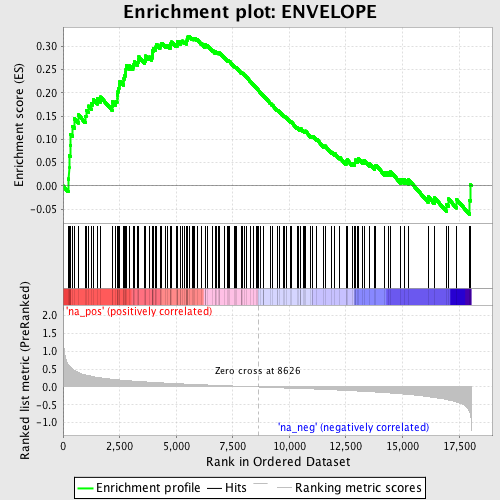 Enrichment plot: ENVELOPE
Enrichment score (ES)
0.30
0.25
0.20
0.15
0.10
0.05
0.00
-0.05
'na_pos' (positively correlated)
Ranked list metric (PreRanked)
2.0
1.5
1.0
0.5
0.0
-0.5
-1.0
Zero cross at 8626
'na_neg' (negatively correlated)
0
2,500
5,000
7,500
10,000
12,500
15,000
17,500
Rank in Ordered Dataset
Enrichment profile
Hits
Ranking metric scores